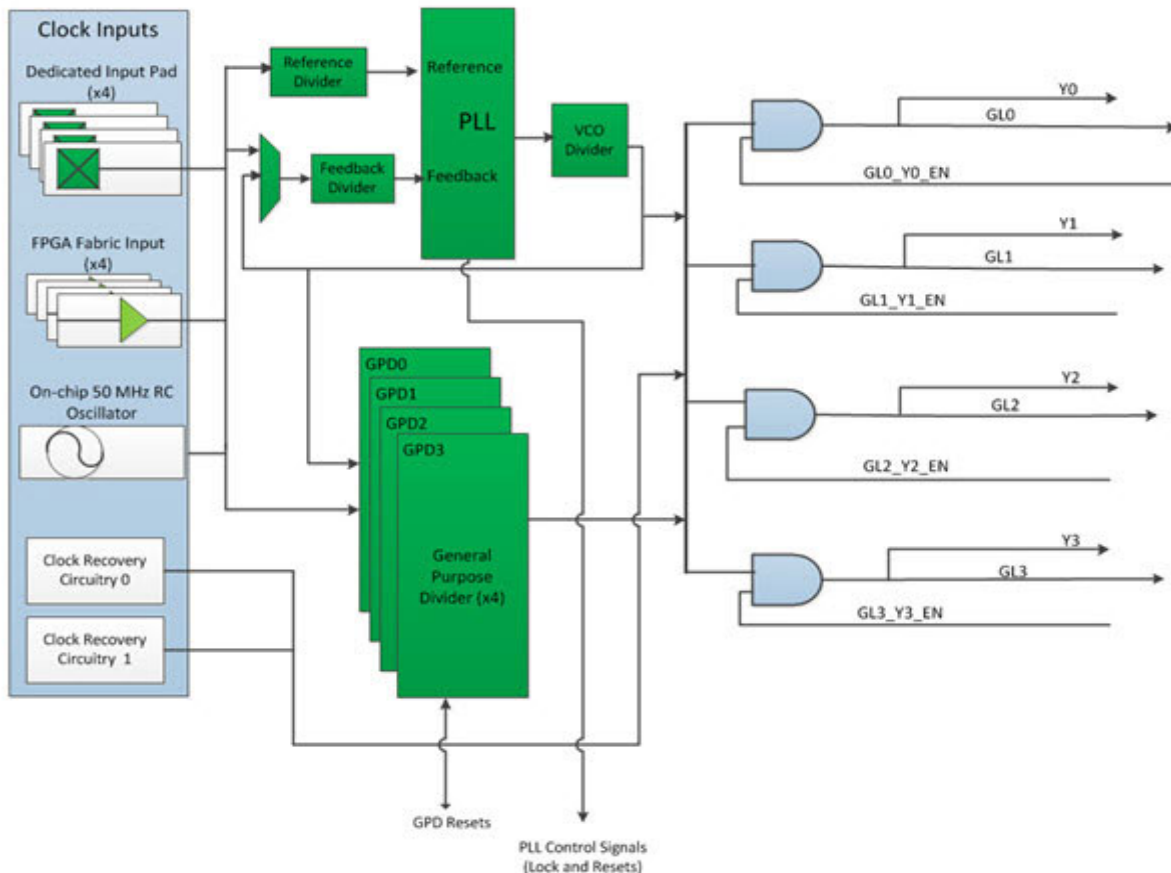 Clock Inputs
Dedicated Input Pad
(x4)
FPGA Fabric Input
(x4)
On-chip 50 MHz RC
Oscillator
Clock Recovery
Circuitry 0
Clock Recovery
Circuitry 1
Reference
Divider
Feedback
Divider
Reference
PLL
Feedback
VCO
Divider
GPD0
GPD1
GPD2
GPD3
General
Purpose
Divider (x4)
GPD Resets
PLL Control Signals
(Lock and Resets)
Y0
GL0
GL0_Y0_EN
Y1
GL1
GL1_Y1_EN
Y2
GL2
GL2_Y2_EN
Y3
GL3
GL3_Y3_EN